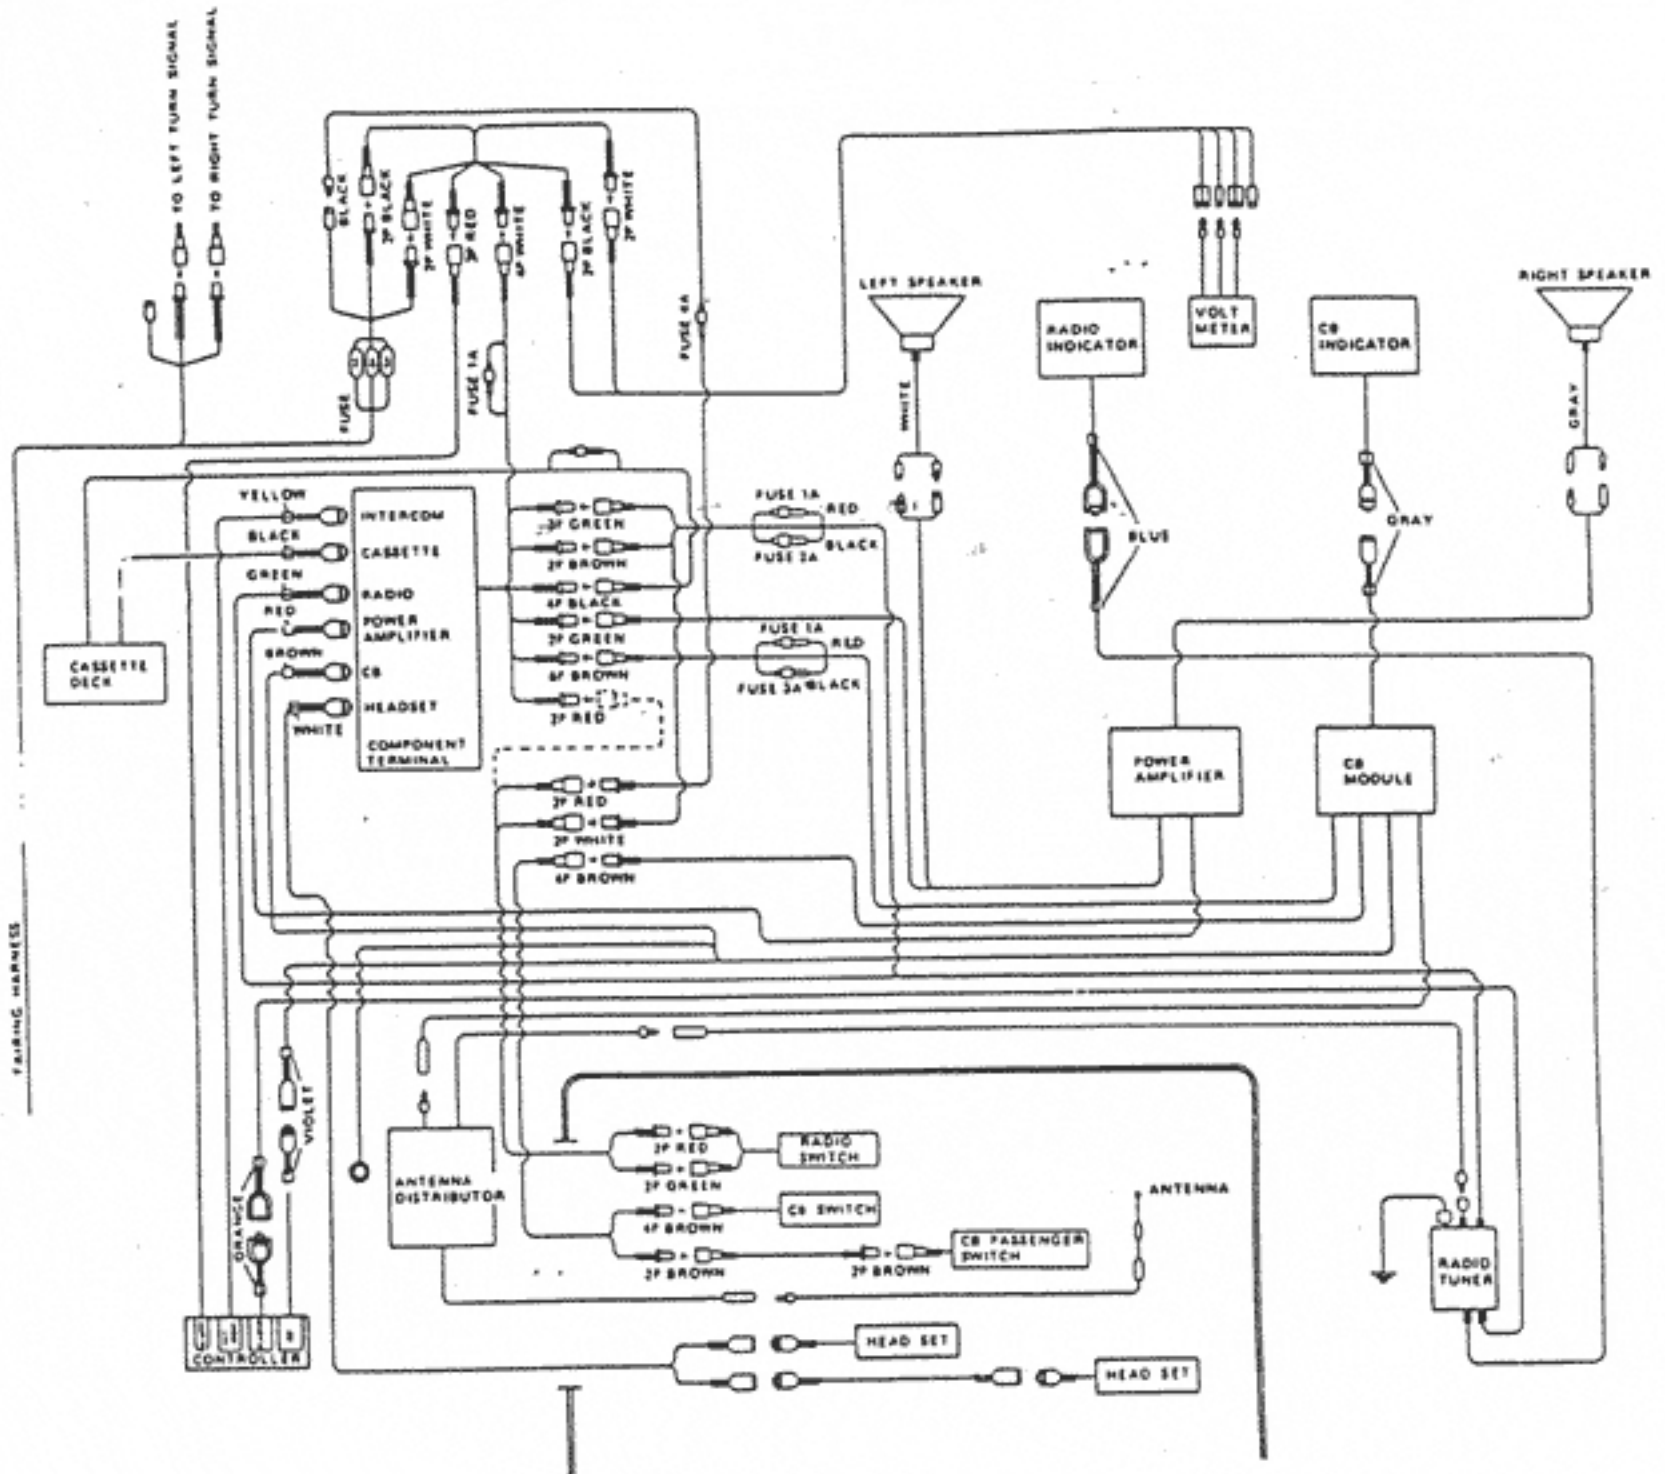 TO LEFT TURN SIGNAL
TO RIGHT TURN SIGNAL
BLACK
2P BLACK
2P WHITE
3P RED
6P WHITE
2P BLACK
2P WHITE
FUSE
FUSE 1A
FUSE 4A
LEFT SPEAKER
WHITE
RADIO
INDICATOR
VOLT
METER
CB
INDICATOR
RIGHT SPEAKER
GRAY
BLUE
GRAY
YELLOW
INTERCOM
BLACK
CASSETTE
GREEN
RADIO
RED
POWER
AMPLIFIER
BROWN
CB
HEADSET
WHITE
COMPONENT
TERMINAL
CASSETTE
DECK
3P GREEN
2P BROWN
6P BLACK
2P GREEN
6P BROWN
2P RED
FUSE 1A
RED
FUSE 2A
BLACK
FUSE 1A
RED
FUSE 3A
BLACK
2P RED
2P WHITE
6P BROWN
POWER
AMPLIFIER
CB
MODULE
FAIRING HARNESS
VIOLET
ORANGE
CONTROLLER
ANTENNA
DISTRIBUTOR
2P RED
2P GREEN
RADIO
SWITCH
6P BROWN
CB SWITCH
2P BROWN
2P BROWN
CB PASSENGER
SWITCH
ANTENNA
RADIO
TUNER
HEAD SET
HEAD SET